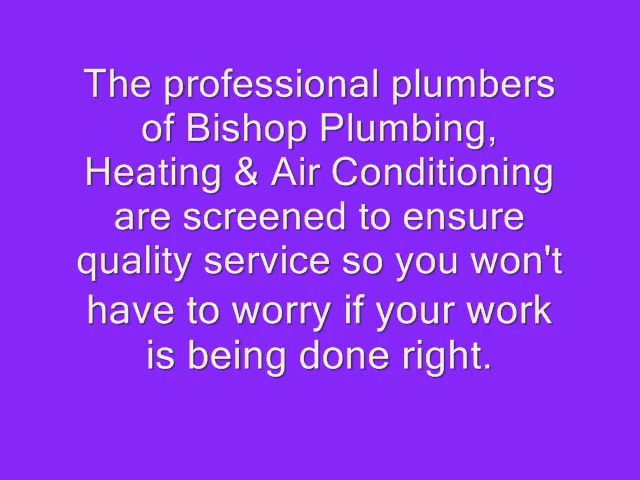 The professional plumbers
of Bishop Plumbing,
Heating & Air Conditioning
are screened to ensure
quality service so you won't
have to worry if your work
is being done right.